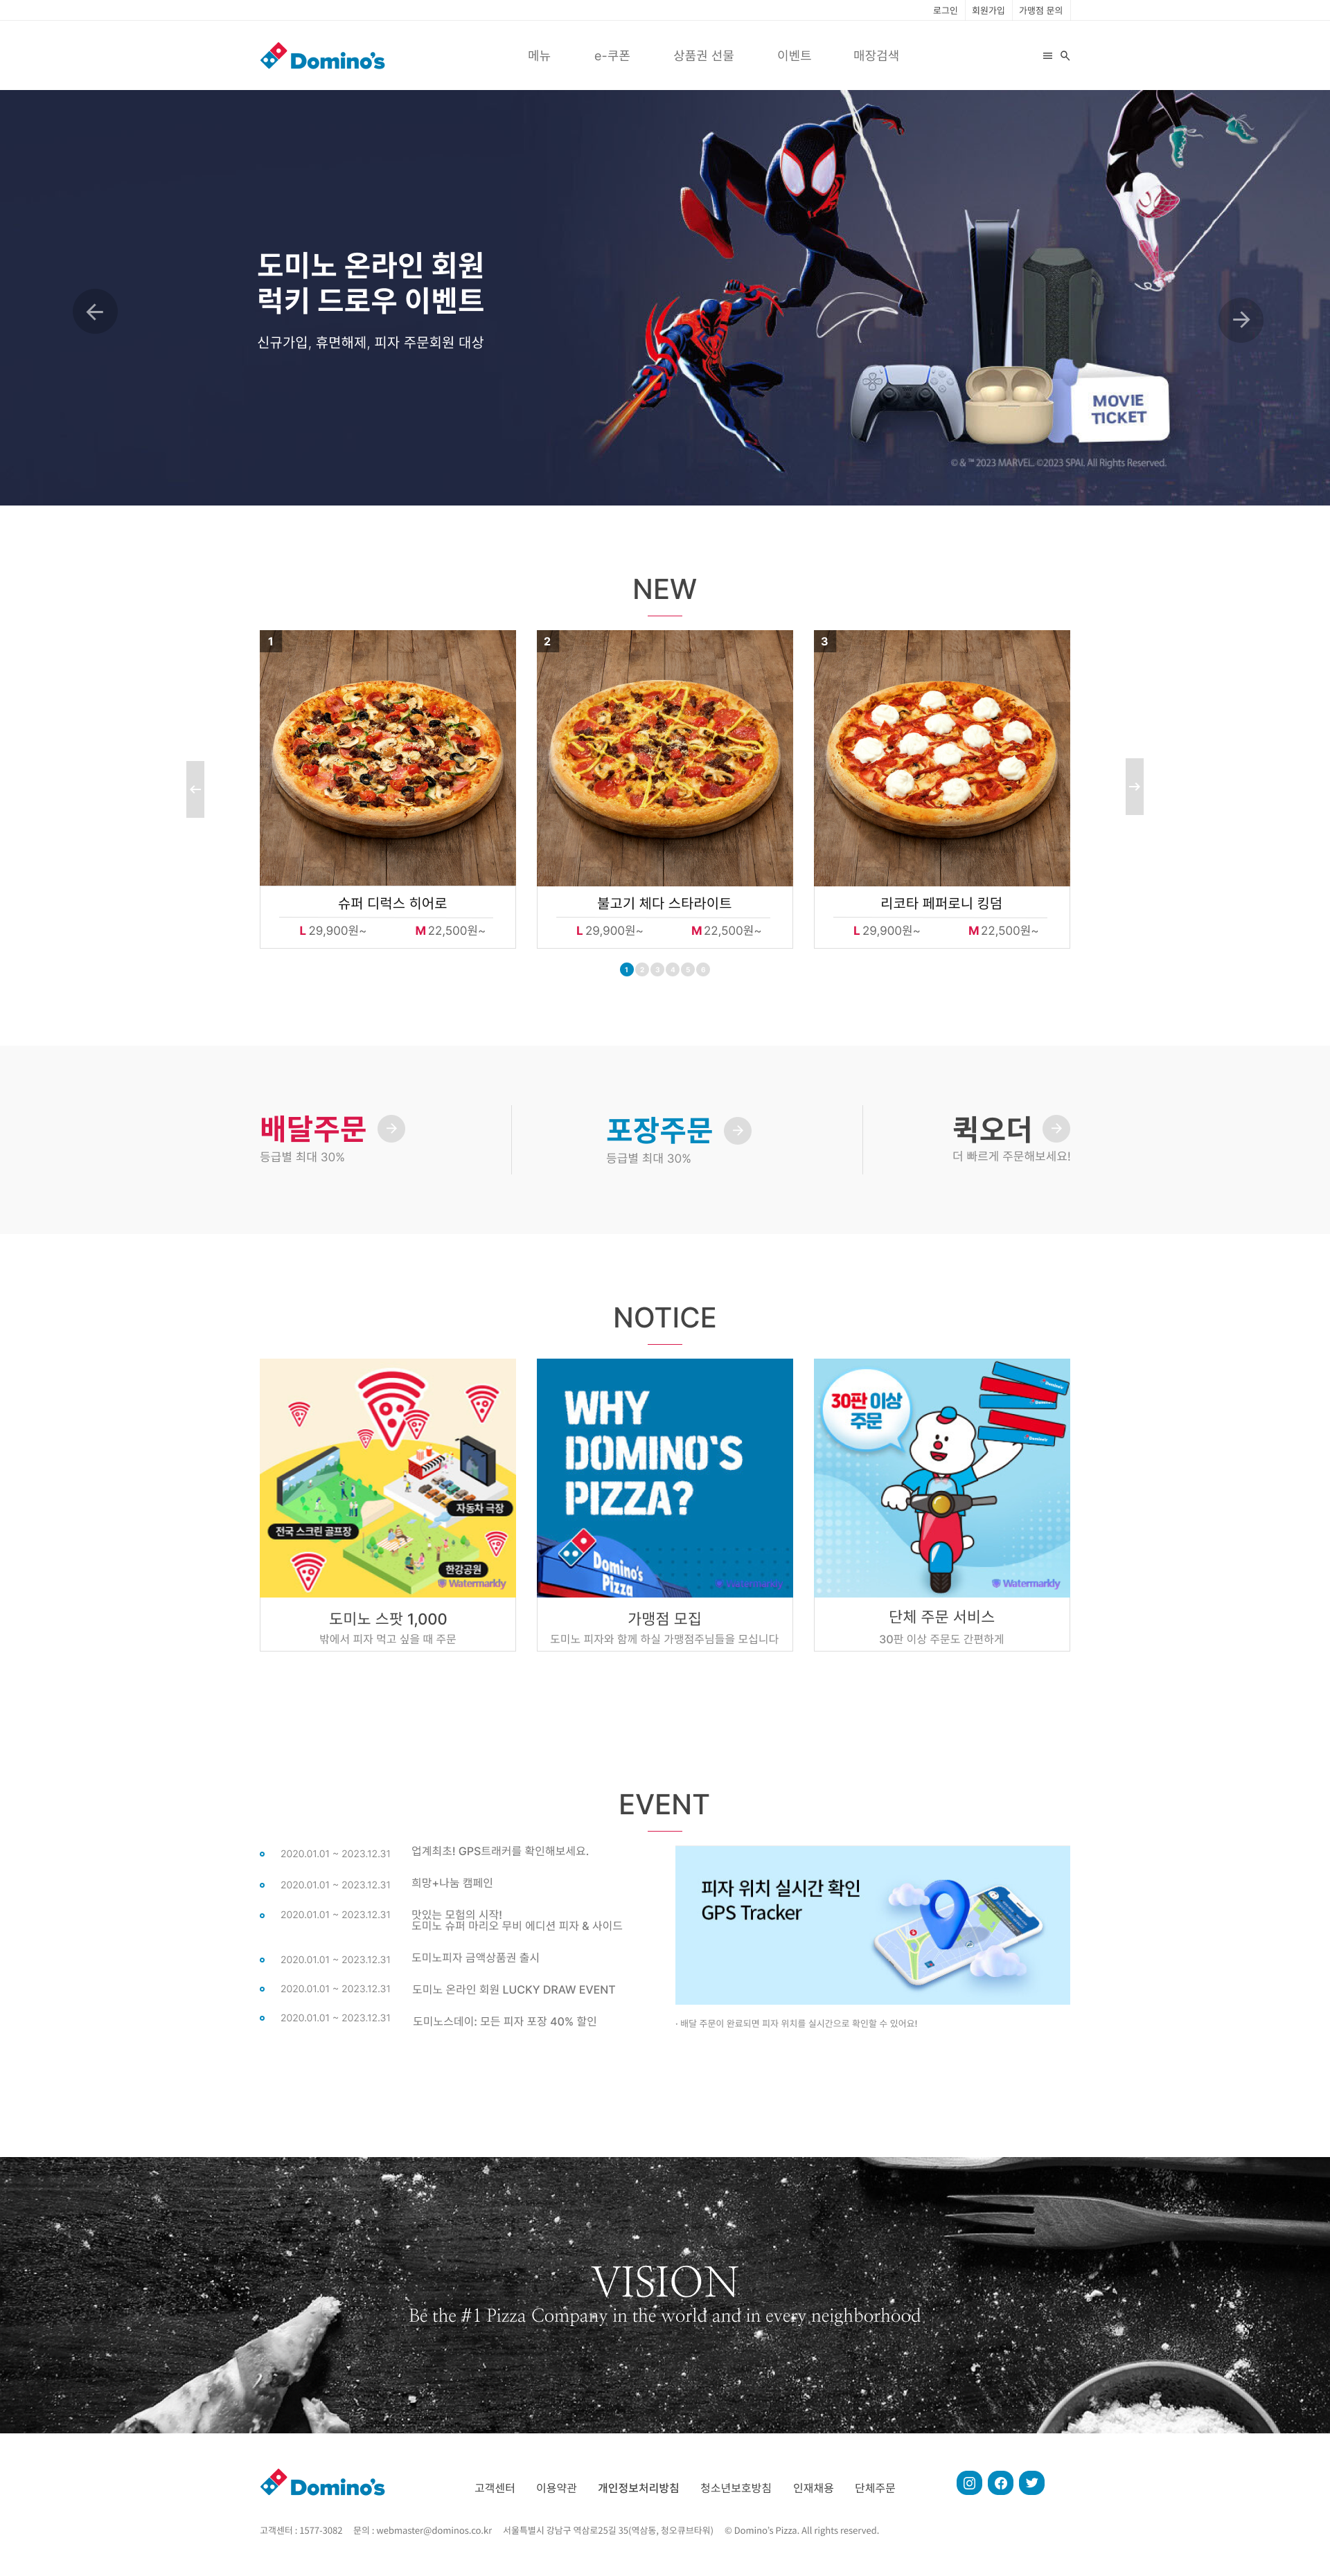 로그인
회원가입
가맹점 문의
Domino's
메뉴
e-쿠폰
상품권 선물
이벤트
매장검색
도미노 온라인 회원
럭키 드로우 이벤트
신규가입, 휴면해제, 피자 주문회원 대상
MOVIE
TICKET
© & ™ 2023 MARVEL. ©2023 SPAI. All Rights Reserved.
NEW
1
2
3
슈퍼 디럭스 히어로
L 29,900원~ M 22,500원~
불고기 체다 스타라이트
L 29,900원~ M 22,500원~
리코타 페퍼로니 킹덤
L 29,900원~ M 22,500원~
1 2 3 4 5 6
배달주문
등급별 최대 30%
포장주문
등급별 최대 30%
퀵오더
더 빠르게 주문해보세요!
NOTICE
자동차 극장
전국 스크린 골프장
한강공원
Watermarkly
도미노 스팟 1,000
밖에서 피자 먹고 싶을 때 주문
WHY
DOMINO'S
PIZZA?
Domino's
Pizza
Watermarkly
가맹점 모집
도미노 피자와 함께 하실 가맹점주님들을 모십니다
30판 이상
주문
Domino's
Domino's
Domino's
Watermarkly
단체 주문 서비스
30판 이상 주문도 간편하게
EVENT
2020.01.01 ~ 2023.12.31 업계최초! GPS트래커를 확인해보세요.
2020.01.01 ~ 2023.12.31 희망+나눔 캠페인
2020.01.01 ~ 2023.12.31 맛있는 모험의 시작!
도미노 슈퍼 마리오 무비 에디션 피자 & 사이드
2020.01.01 ~ 2023.12.31 도미노피자 금액상품권 출시
2020.01.01 ~ 2023.12.31 도미노 온라인 회원 LUCKY DRAW EVENT
2020.01.01 ~ 2023.12.31 도미노스데이: 모든 피자 포장 40% 할인
피자 위치 실시간 확인
GPS Tracker
· 배달 주문이 완료되면 피자 위치를 실시간으로 확인할 수 있어요!
VISION
Be the #1 Pizza Company in the world and in every neighborhood.
Domino's
고객센터
이용약관
개인정보처리방침
청소년보호방침
인재채용
단체주문
고객센터 : 1577-3082 문의 : webmaster@dominos.co.kr 서울특별시 강남구 역삼로25길 35(역삼동, 청오큐브타워) © Domino's Pizza. All rights reserved.